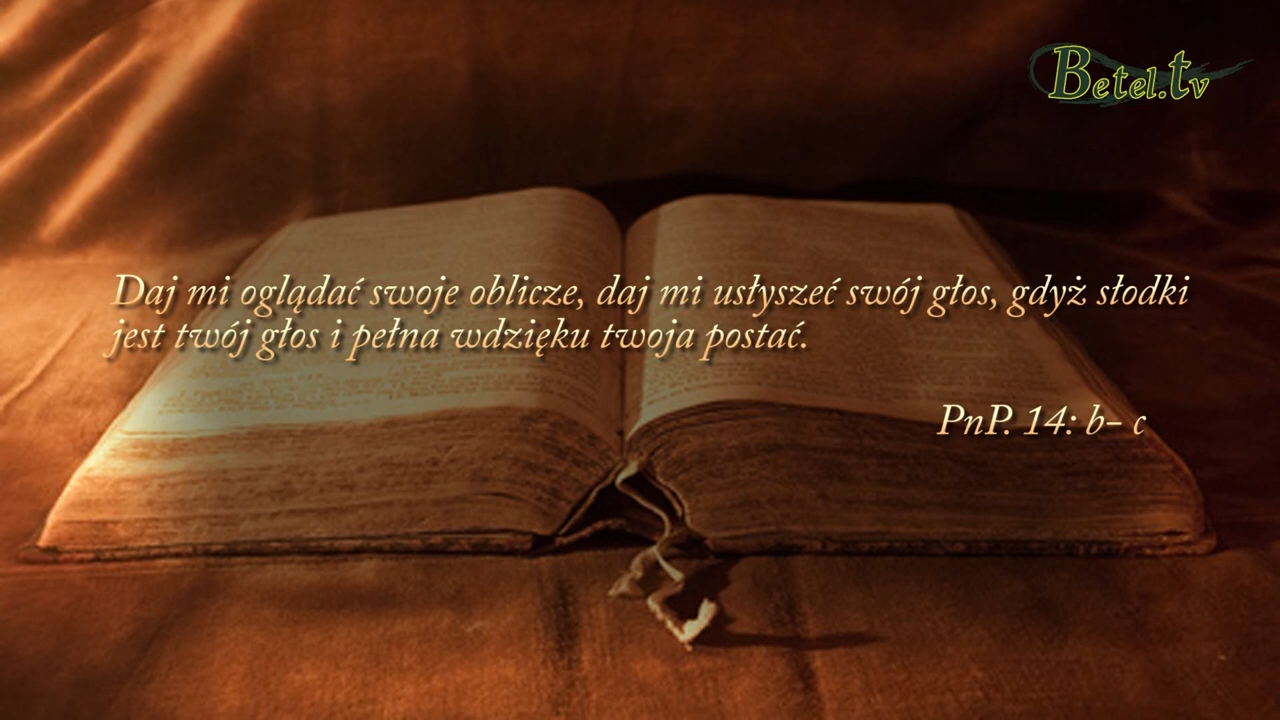 Betel.tv
Daj mi oglądać swoje oblicze, daj mi usłyszeć swój głos, gdyż słodki
jest twój głos i pełna wdzięku twoja postać.
PnP. 14: b- c